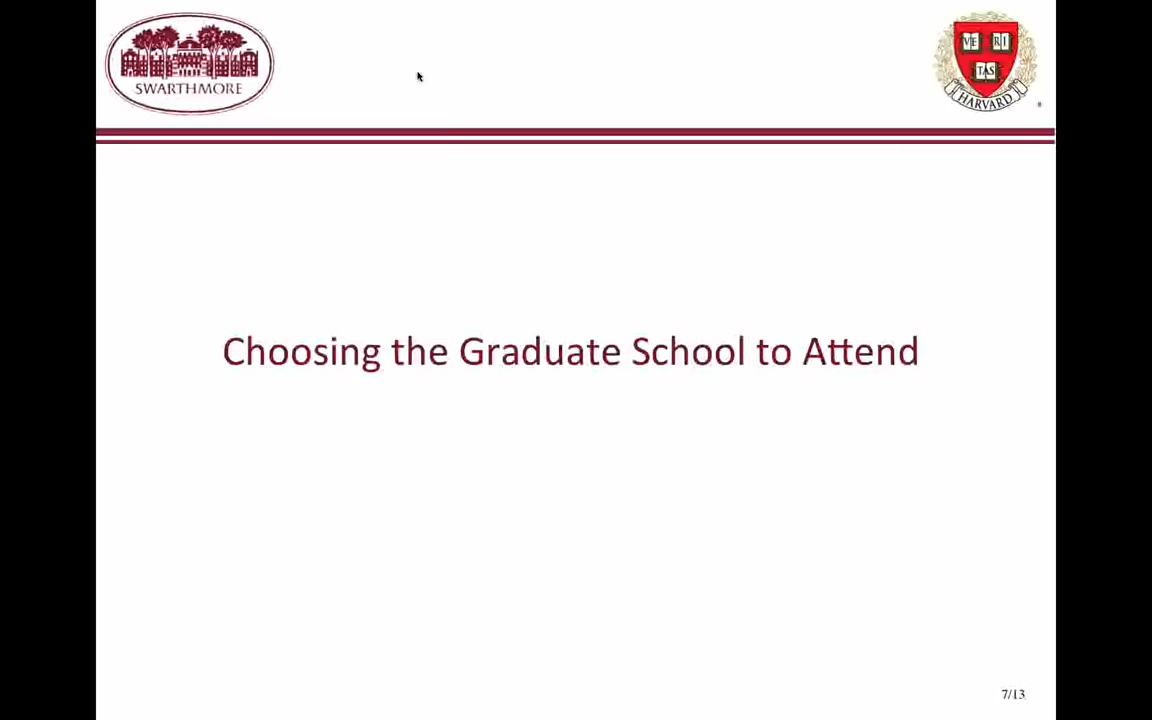 SWARTHMORE
VE RI
TAS
HARVARD
®
Choosing the Graduate School to Attend
7/13